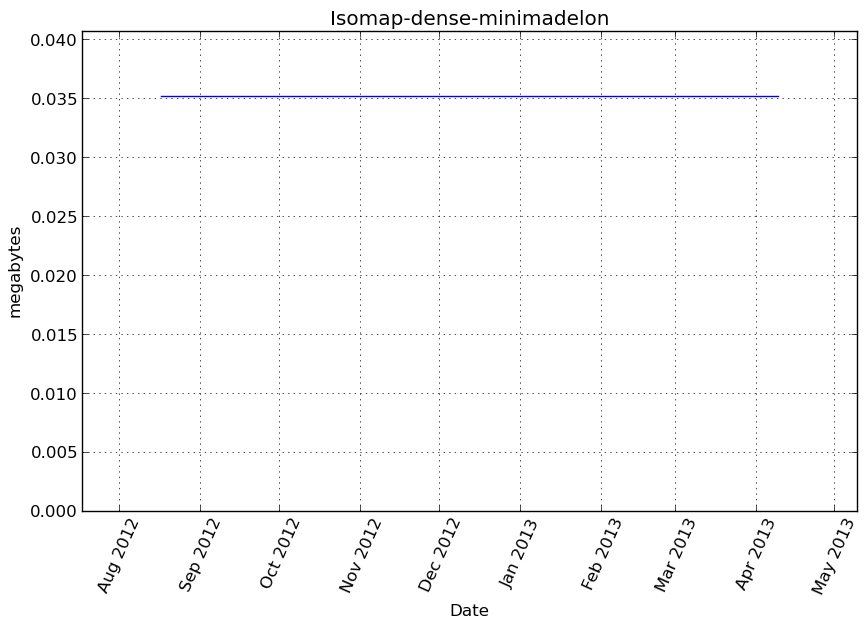 Isomap-dense-minimadelon
0.040
0.035
0.030
0.025
0.020
0.015
0.010
0.005
0.000
megabytes
Aug 2012
Sep 2012
Oct 2012
Nov 2012
Dec 2012
Jan 2013
Feb 2013
Mar 2013
Apr 2013
May 2013
Date